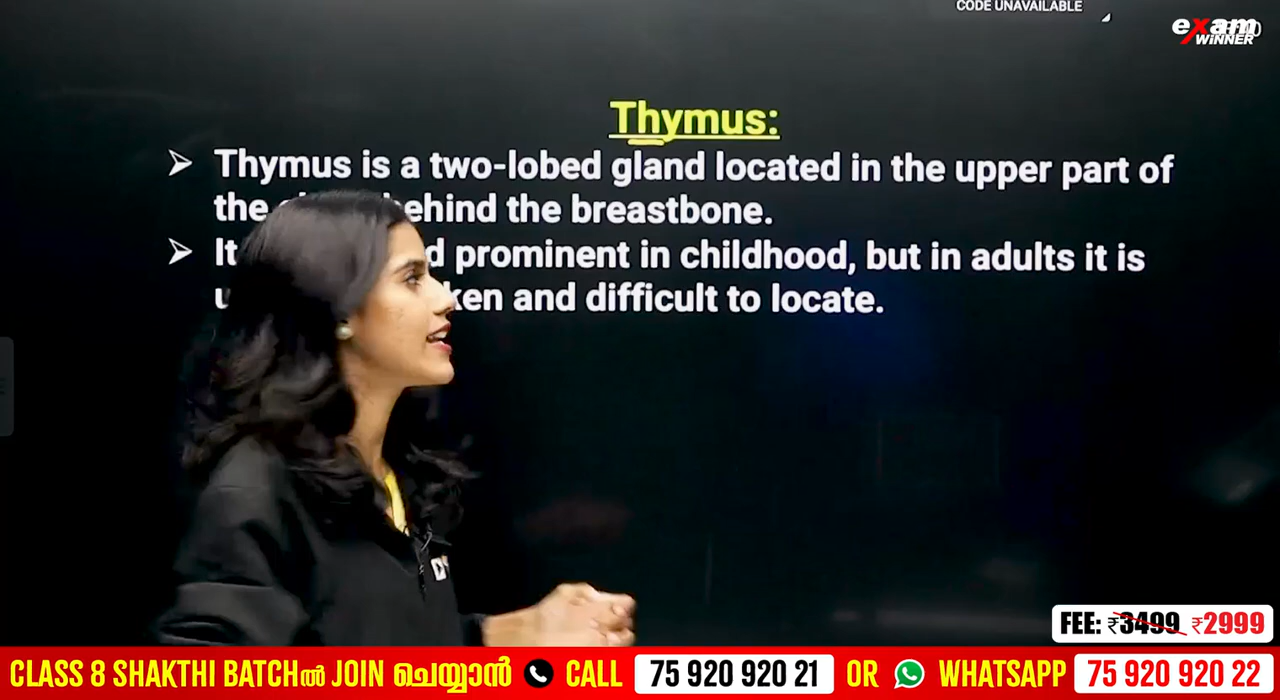 CODE UNAVAILABLE
exam
WINNER
Thymus:
➢ Thymus is a two-lobed gland located in the upper part of
the behind the breastbone.
➢ It prominent in childhood, but in adults it is
and difficult to locate.
FEE: ₹3499 ₹2999
CLASS 8 SHAKTHI BATCHൽ JOIN ചെയ്യാൻ CALL 75 920 920 21 OR WHATSAPP 75 920 920 22